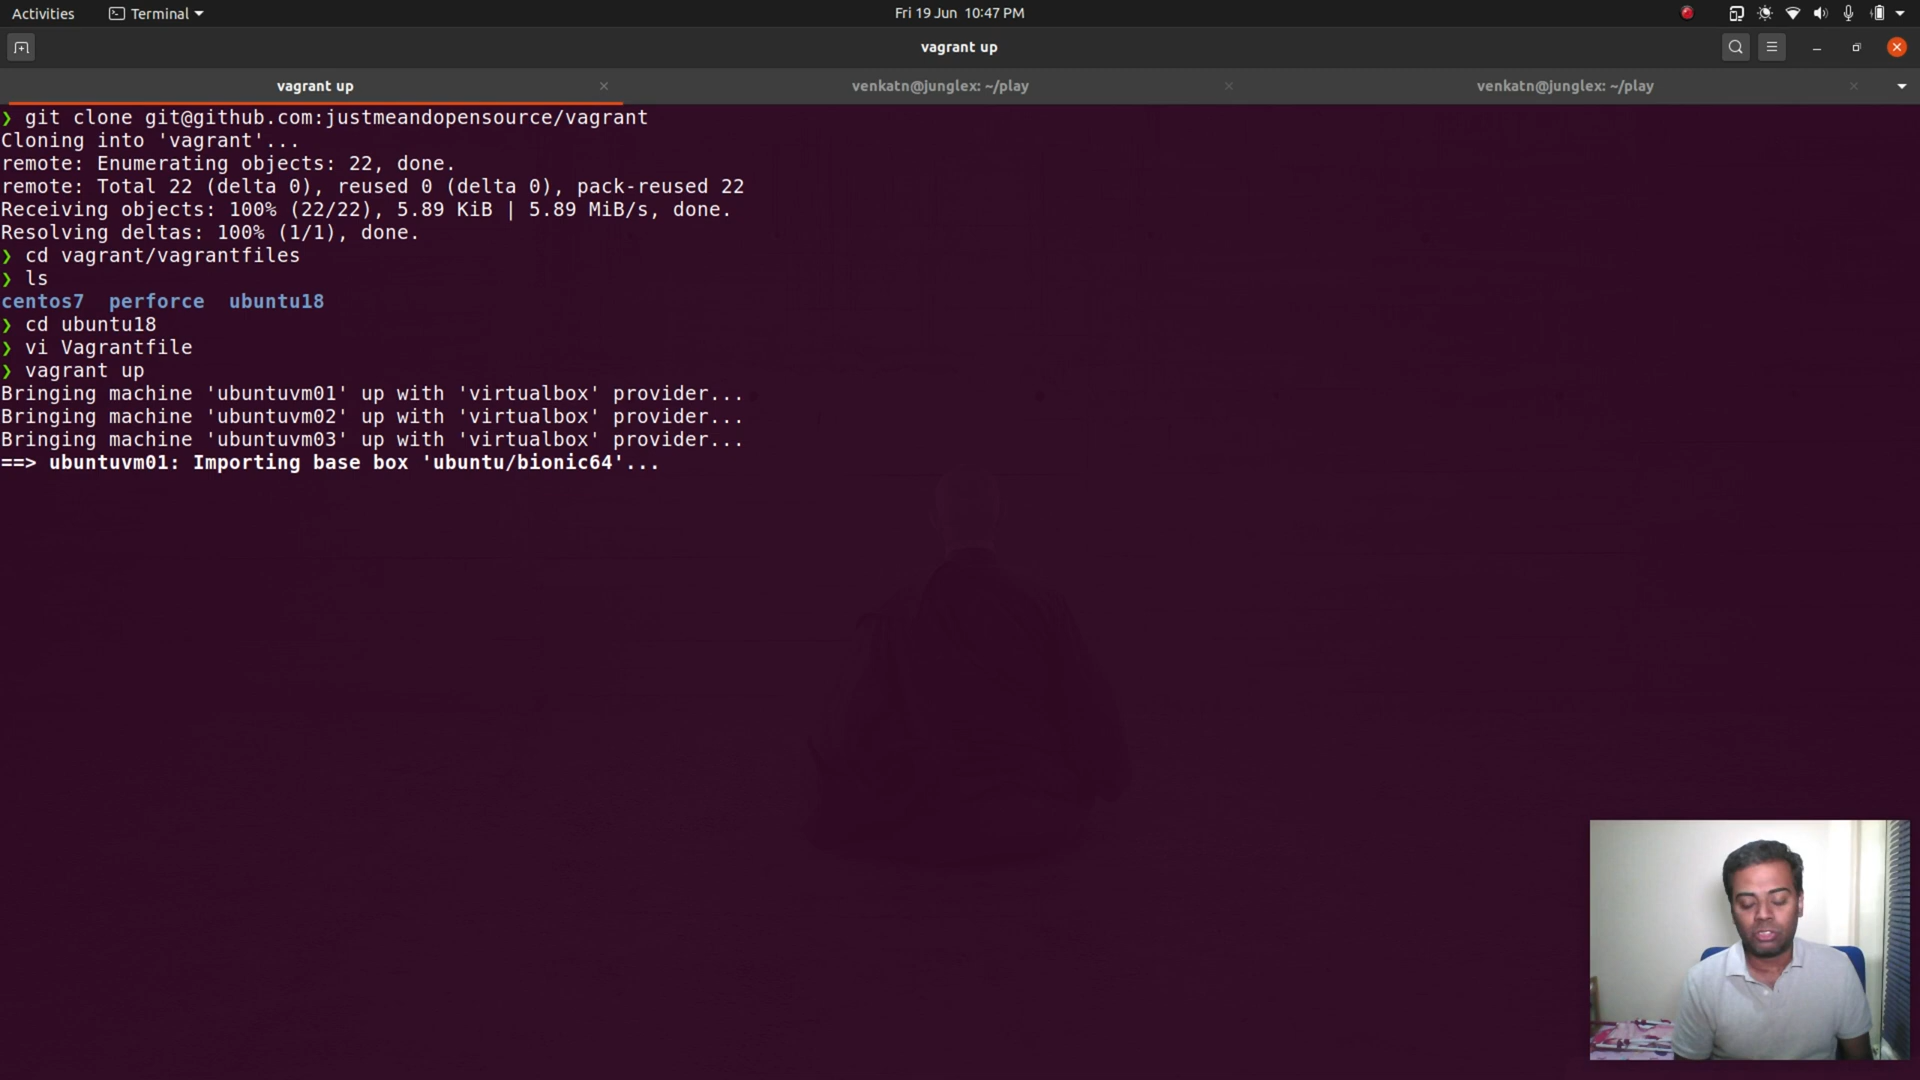 Activities
Terminal
Fri 19 Jun 10:47 PM
vagrant up
vagrant up
venkatn@junglex: ~/play
venkatn@junglex: ~/play
❯ git clone git@github.com:justmeandopensource/vagrant
Cloning into 'vagrant'...
remote: Enumerating objects: 22, done.
remote: Total 22 (delta 0), reused 0 (delta 0), pack-reused 22
Receiving objects: 100% (22/22), 5.89 KiB | 5.89 MiB/s, done.
Resolving deltas: 100% (1/1), done.
❯ cd vagrant/vagrantfiles
❯ ls
centos7  perforce  ubuntu18
❯ cd ubuntu18
❯ vi Vagrantfile
❯ vagrant up
Bringing machine 'ubuntuvm01' up with 'virtualbox' provider...
Bringing machine 'ubuntuvm02' up with 'virtualbox' provider...
Bringing machine 'ubuntuvm03' up with 'virtualbox' provider...
==> ubuntuvm01: Importing base box 'ubuntu/bionic64'...